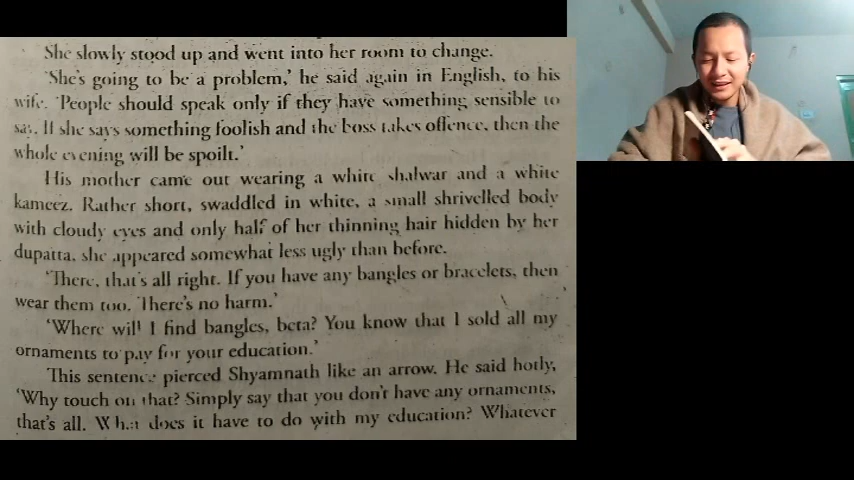 She slowly stood up and went into her room to change.
'She's going to be a problem,' he said again in English, to his
wife. 'People should speak only if they have something sensible to
say. If she says something foolish and the boss takes offence, then the
whole evening will be spoilt.'
His mother came out wearing a white shalwar and a white
kameez. Rather short, swaddled in white, a small shrivelled body
with cloudy eyes and only half of her thinning hair hidden by her
dupatta, she appeared somewhat less ugly than before.
'There, that's all right. If you have any bangles or bracelets, then
wear them too. There's no harm.'
'Where will I find bangles, beta? You know that I sold all my
ornaments to pay for your education.'
This sentence pierced Shyamnath like an arrow. He said hotly,
'Why touch on that? Simply say that you don't have any ornaments,
that's all. What does it have to do with my education? Whatever